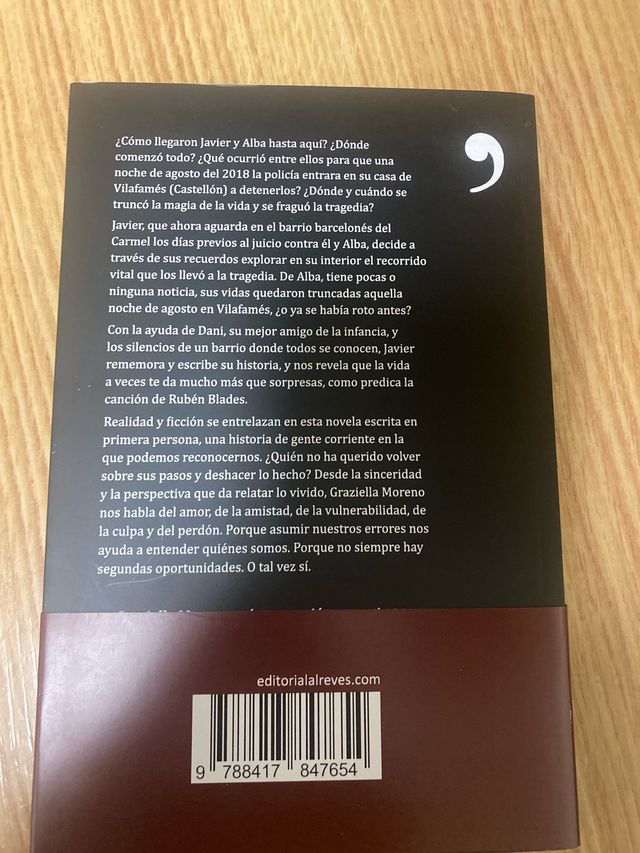 ¿Cómo llegaron Javier y Alba hasta aquí? ¿Dónde
comenzó todo? ¿Qué ocurrió entre ellos para que una
noche de agosto del 2018 la policía entrara en su casa de
Vilafamés (Castellón) a detenerlos? ¿Dónde y cuándo se
truncó la magia de la vida y se fraguó la tragedia?
Javier, que ahora aguarda en el barrio barcelonés del
Carmel los días previos al juicio contra él y Alba, decide a
través de sus recuerdos explorar en su interior el recorrido
vital que los llevó a la tragedia. De Alba, tiene pocas o
ninguna noticia, sus vidas quedaron truncadas aquella
noche de agosto en Vilafamés, ¿o ya se había roto antes?
Con la ayuda de Dani, su mejor amigo de la infancia, y
los silencios de un barrio donde todos se conocen, Javier
rememora y escribe su historia, y nos revela que la vida
a veces te da mucho más que sorpresas, como predica la
canción de Rubén Blades.
Realidad y ficción se entrelazan en esta novela escrita en
primera persona, una historia de gente corriente en la
que podemos reconocernos. ¿Quién no ha querido volver
sobre sus pasos y deshacer lo hecho? Desde la sinceridad
y la perspectiva que da relatar lo vivido, Graziella Moreno
nos habla del amor, de la amistad, de la vulnerabilidad, de
la culpa y del perdón. Porque asumir nuestros errores nos
ayuda a entender quiénes somos. Porque no siempre hay
segundas oportunidades. O tal vez sí.
editorialalreves.com
9 788417 847654